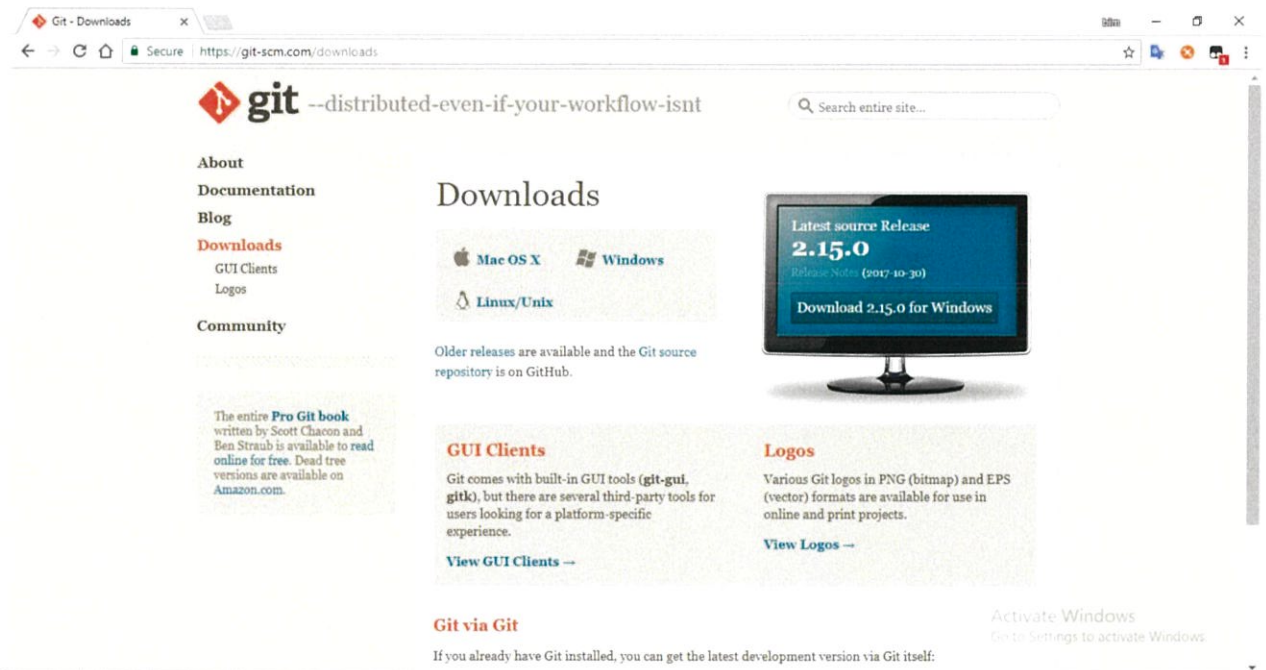 Git - Downloads
Secure https://git-scm.com/downloads
git --distributed-even-if-your-workflow-isnt
Search entire site...
About
Documentation
Blog
Downloads
GUI Clients
Logos
Community
The entire Pro Git book
written by Scott Chacon and
Ben Straub is available to read
online for free. Dead tree
versions are available on
Amazon.com.
Downloads
Mac OS X
Windows
Linux/Unix
Older releases are available and the Git source
repository is on GitHub.
Latest source Release
2.15.0
Release Notes (2017-10-30)
Download 2.15.0 for Windows
GUI Clients
Git comes with built-in GUI tools (git-gui,
gitk), but there are several third-party tools for
users looking for a platform-specific
experience.
View GUI Clients →
Logos
Various Git logos in PNG (bitmap) and EPS
(vector) formats are available for use in
online and print projects.
View Logos →
Git via Git
If you already have Git installed, you can get the latest development version via Git itself:
Activate Windows
Go to Settings to activate Windows.